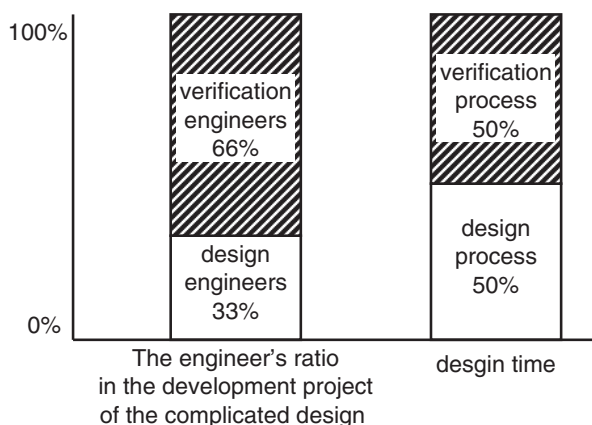 100%
verification
engineers
66%
design
engineers
33%
verification
process
50%
design
process
50%
0%
The engineer's ratio
in the development project
of the complicated design
desgin time